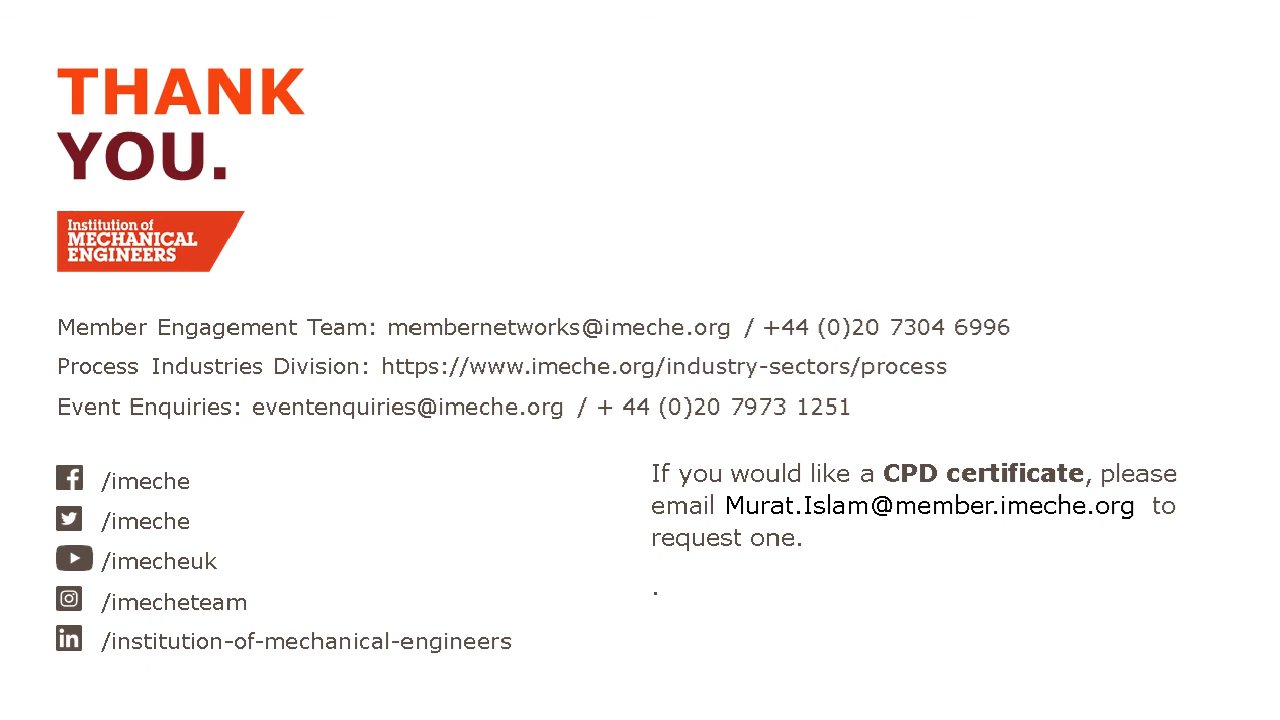 THANK
YOU.
Institution of
MECHANICAL
ENGINEERS
Member Engagement Team: membernetworks@imeche.org / +44 (0)20 7304 6996
Process Industries Division: https://www.imeche.org/industry-sectors/process
Event Enquiries: eventenquiries@imeche.org / + 44 (0)20 7973 1251
/imeche
/imeche
/imecheuk
/imecheteam
/institution-of-mechanical-engineers
If you would like a CPD certificate, please
email Murat.Islam@member.imeche.org to
request one.
.